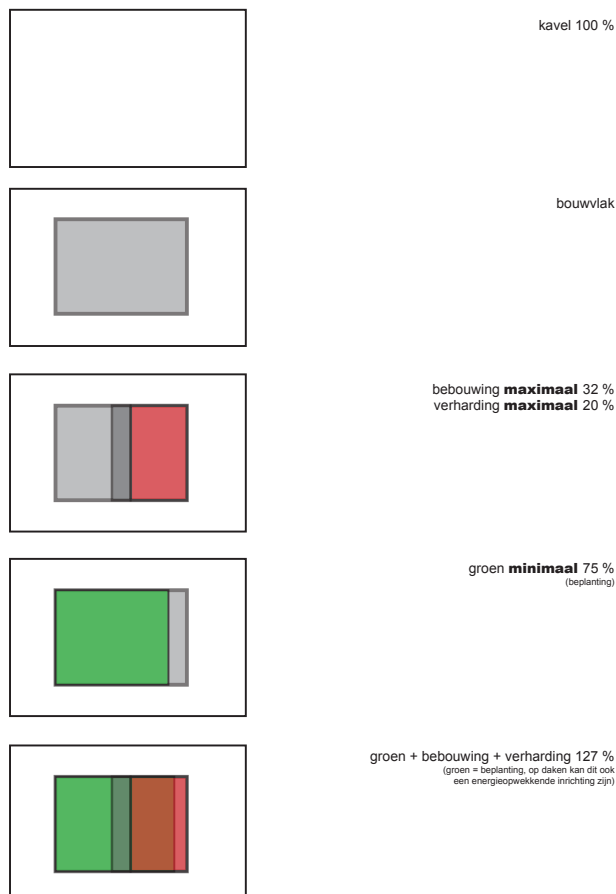 kavel 100 %
bouwvlak
bebouwing maximaal 32 %
verharding maximaal 20 %
groen minimaal 75 %
(beplanting)
groen + bebouwing + verharding 127 %
(groen = beplanting, op daken kan dit ook
een energieopwekkende inrichting zijn)